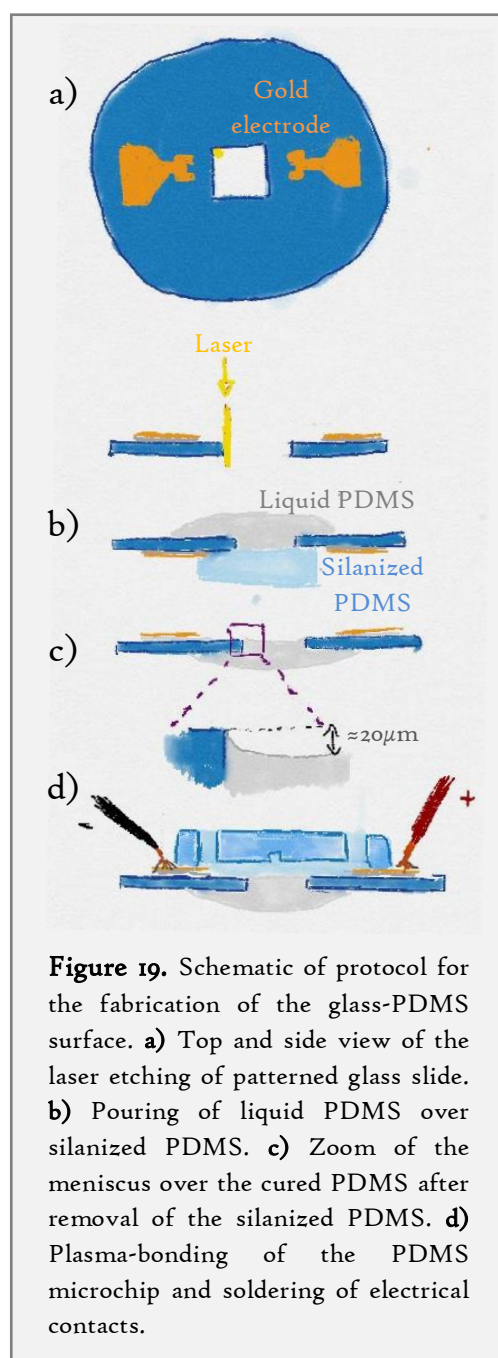 a)
Gold
electrode
Laser
b)
Liquid PDMS
Silanized
PDMS
c)
≈20µm
d)
-
+
Figure 19. Schematic of protocol for
the fabrication of the glass-PDMS
surface. a) Top and side view of the
laser etching of patterned glass slide.
b) Pouring of liquid PDMS over
silanized PDMS. c) Zoom of the
meniscus over the cured PDMS after
removal of the silanized PDMS. d)
Plasma-bonding of the PDMS
microchip and soldering of electrical
contacts.